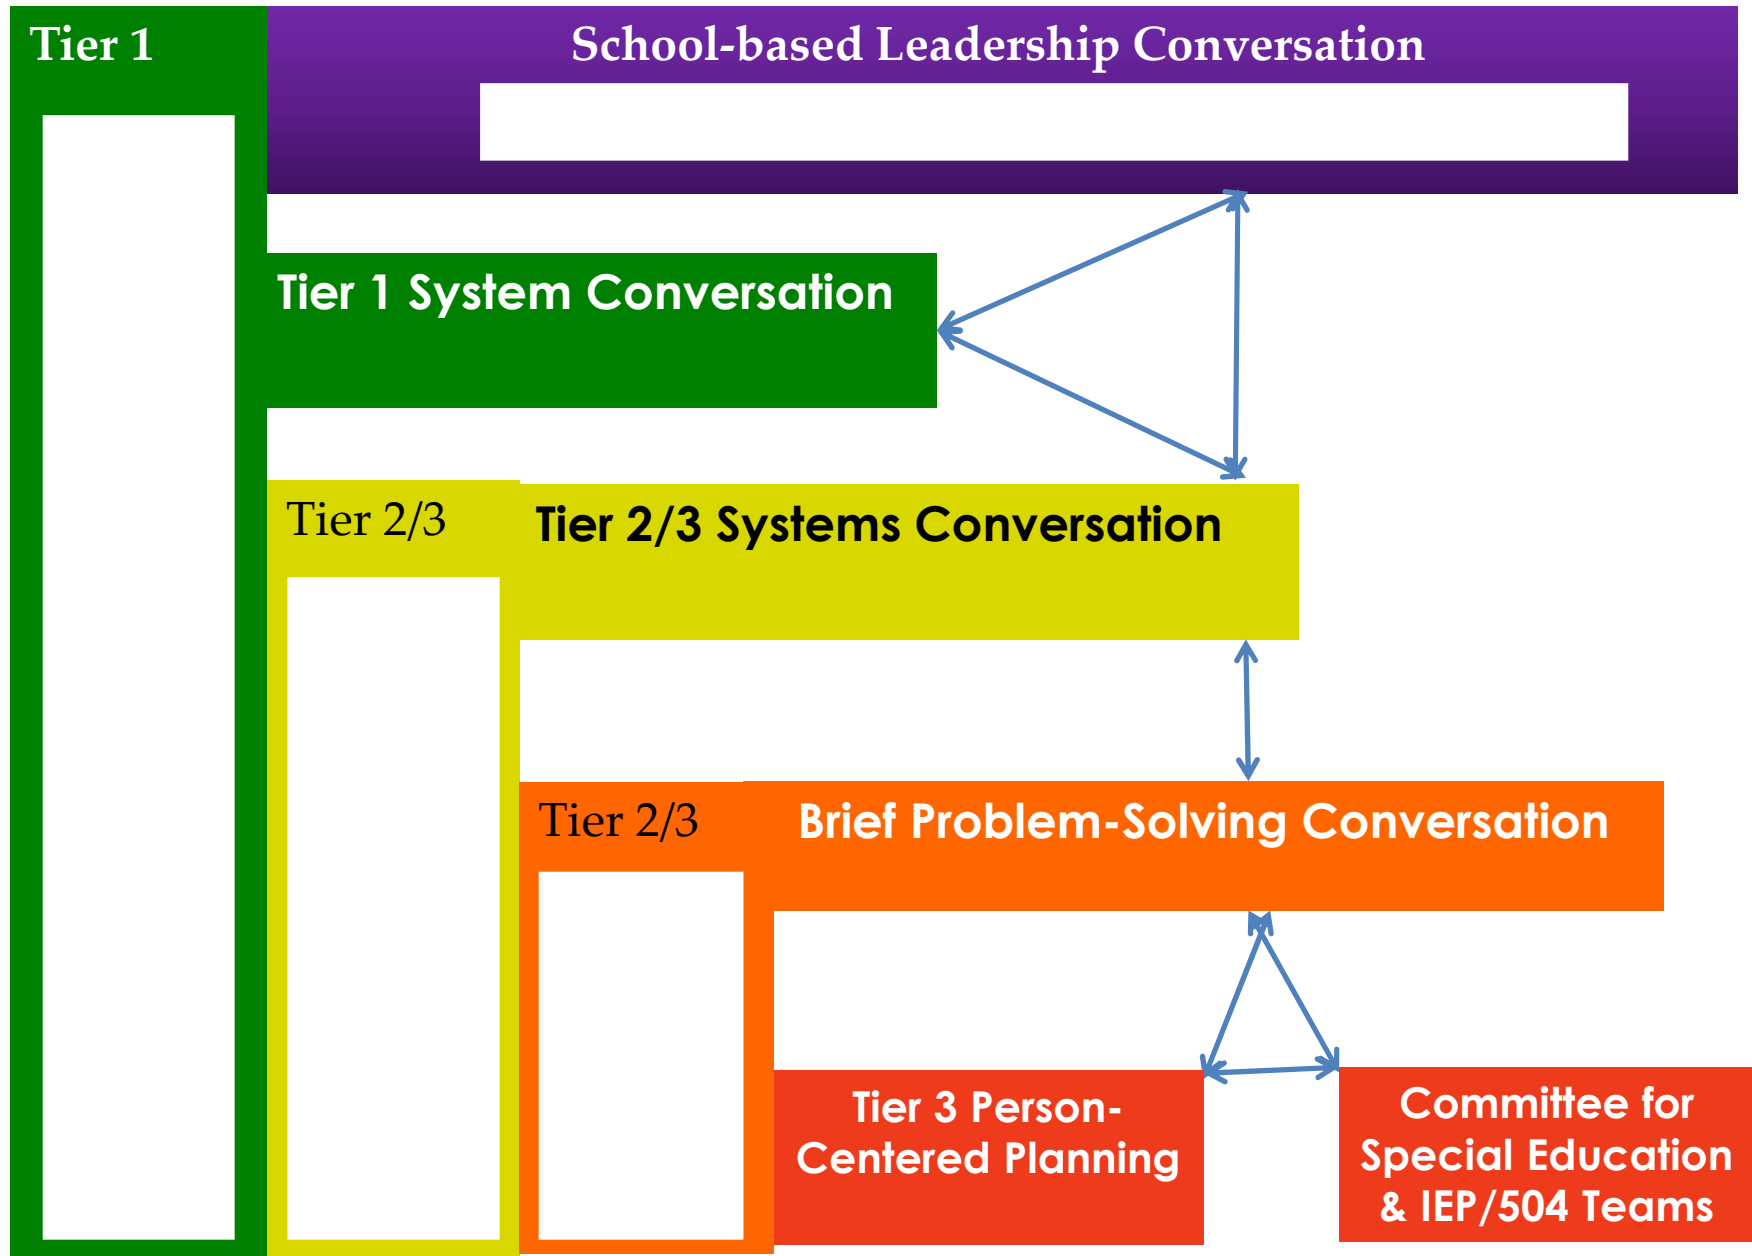 Tier 1
School-based Leadership Conversation
Tier 1 System Conversation
Tier 2/3
Tier 2/3 Systems Conversation
Tier 2/3
Brief Problem-Solving Conversation
Tier 3 Person-
Centered Planning
Committee for
Special Education
& IEP/504 Teams